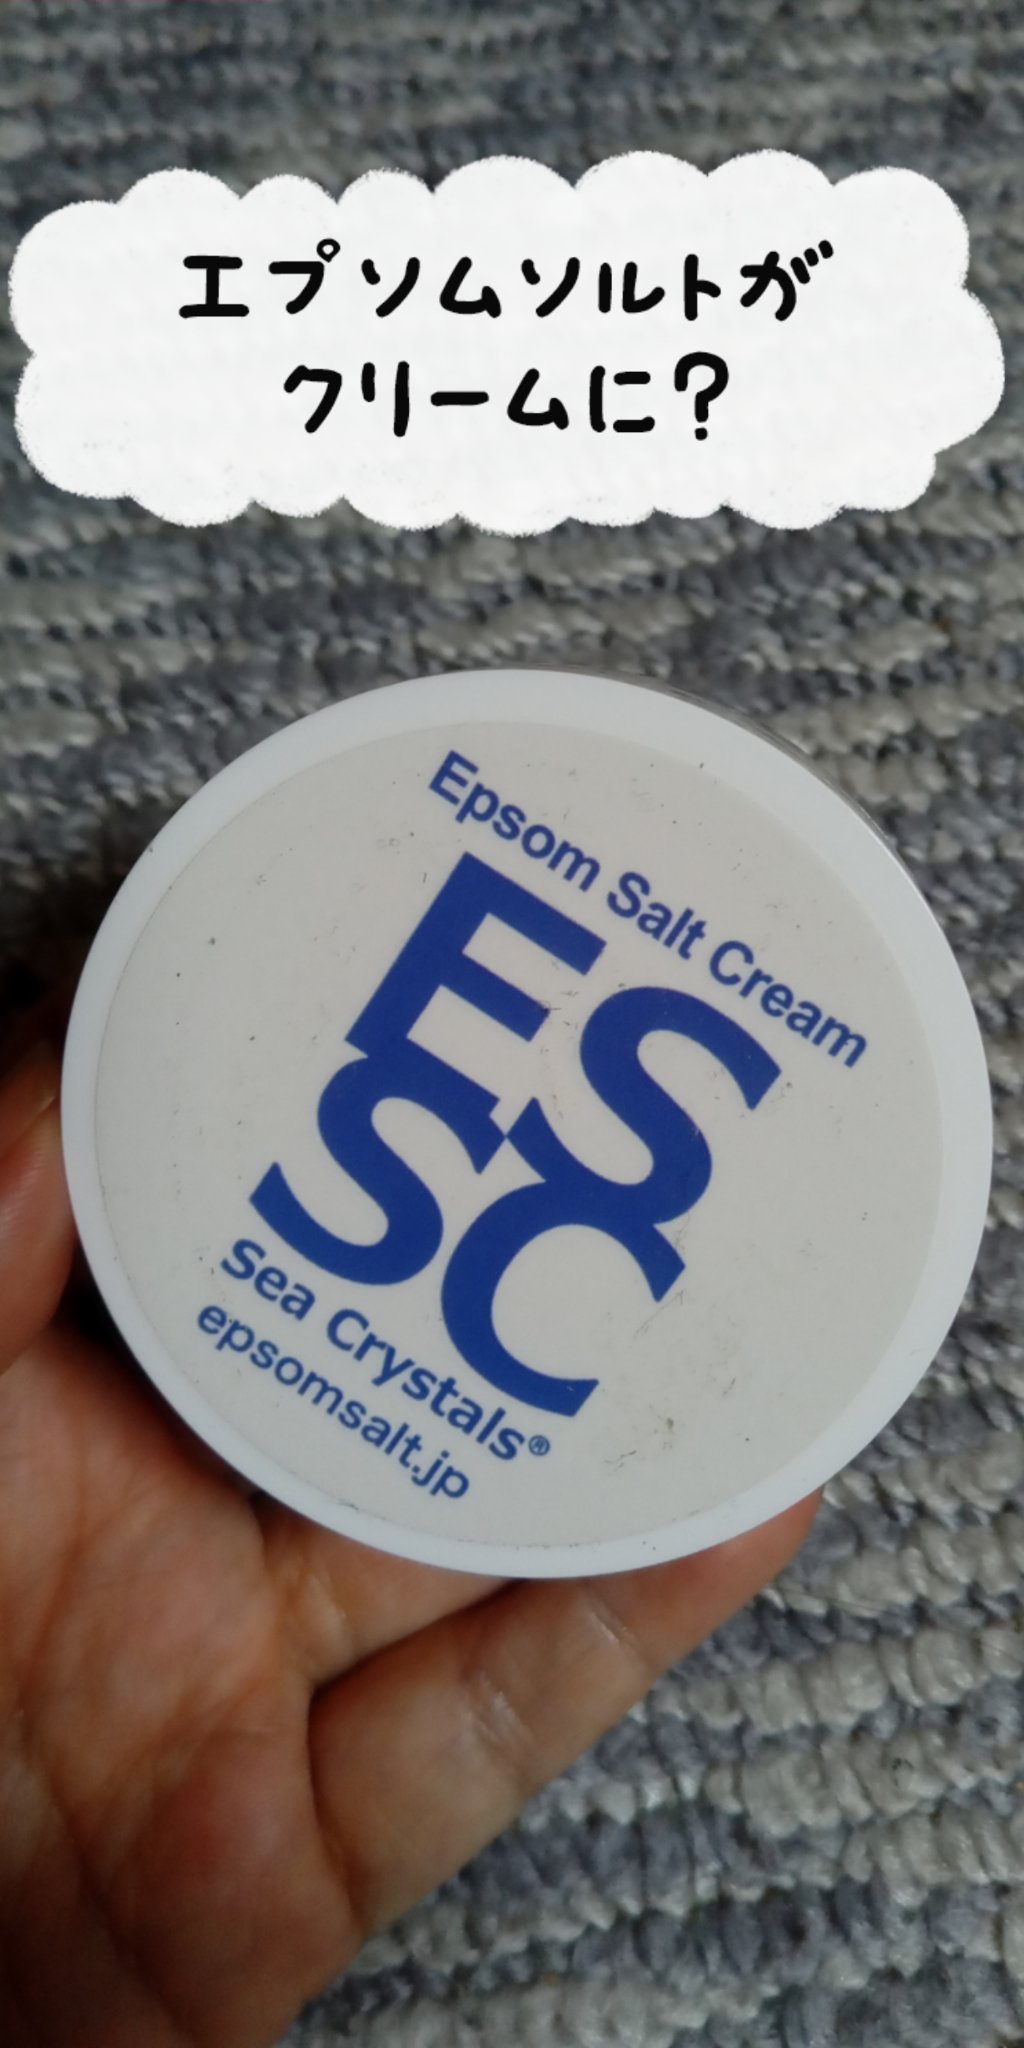 エプソムソルトが
クリームに?
Epsom Salt Cream
ES
SC
Sea Crystals®
epsomsalt.jp